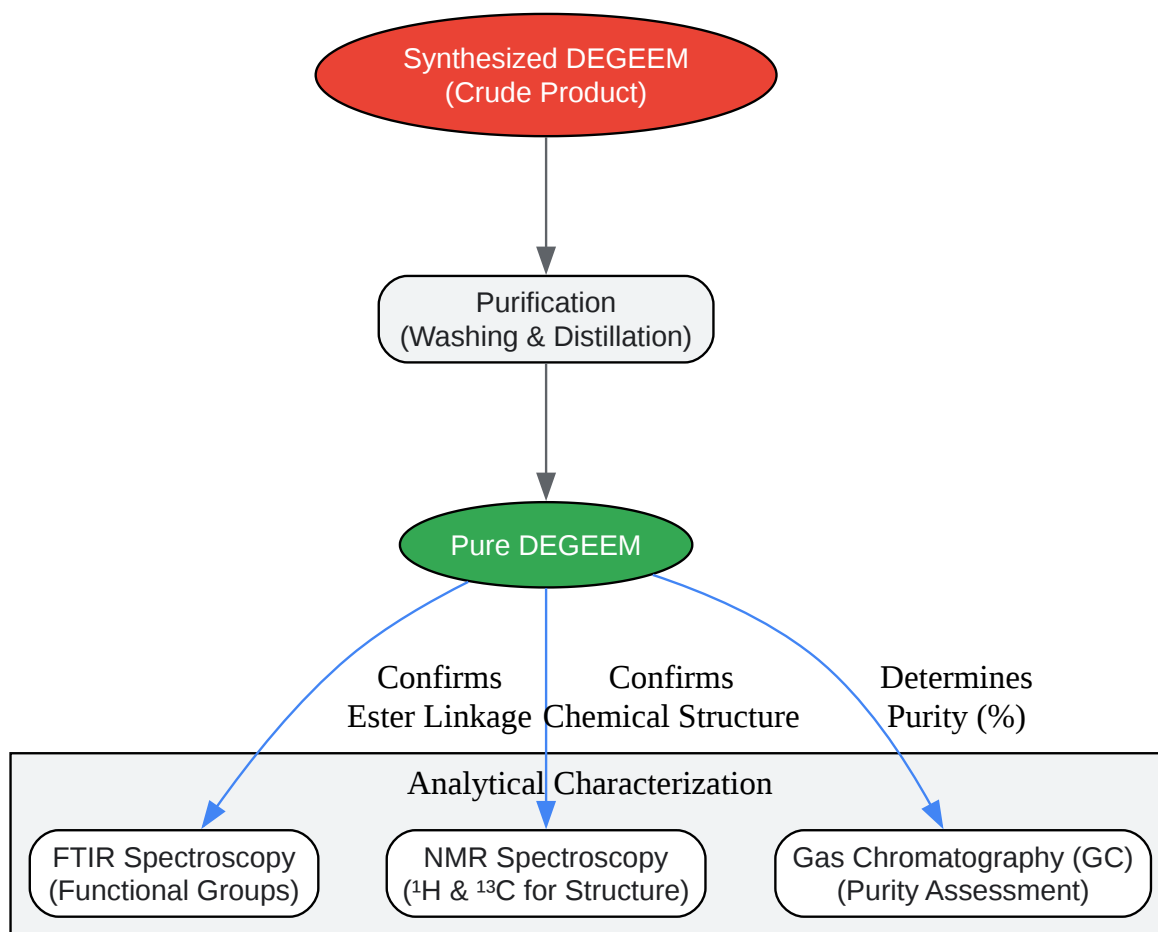 Synthesized DEGEEM
(Crude Product)
Purification
(Washing & Distillation)
Pure DEGEEM
Confirms
Ester Linkage
Confirms
Chemical Structure
Determines
Purity (%)
Analytical Characterization
FTIR Spectroscopy
(Functional Groups)
NMR Spectroscopy
(¹H & ¹³C for Structure)
Gas Chromatography (GC)
(Purity Assessment)